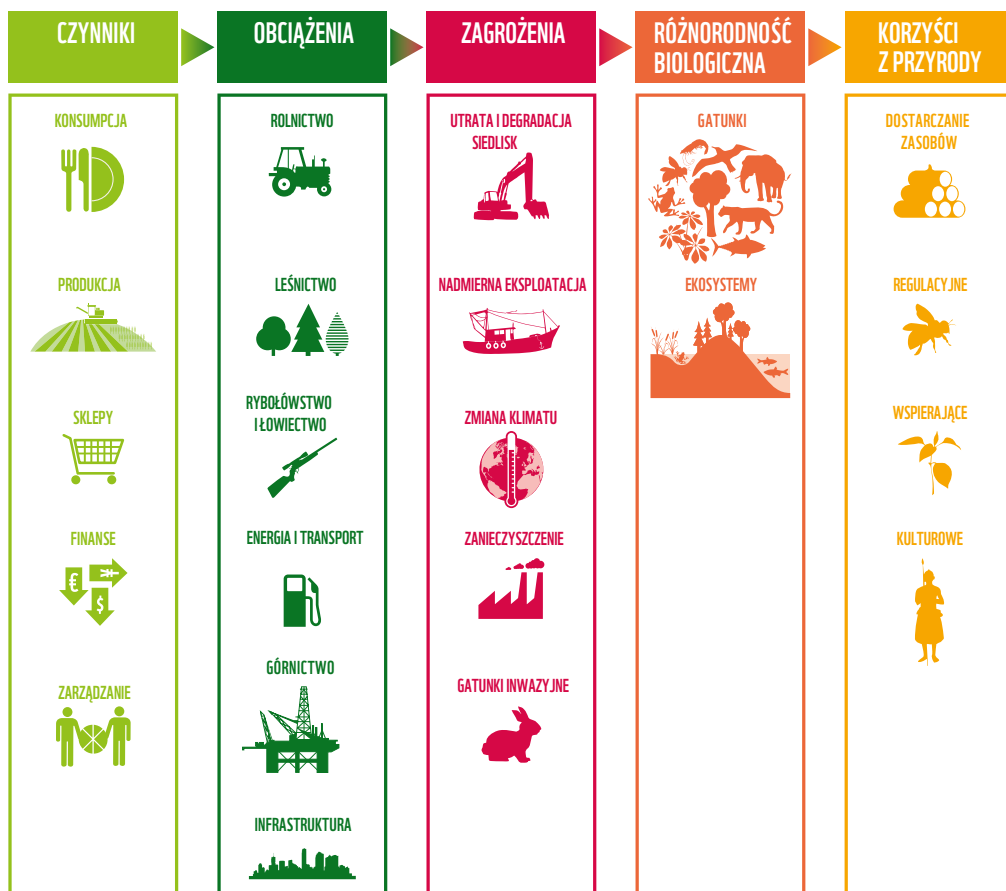 CZYNNIKI
KONSUMPCJA
PRODUKCJA
SKLEPY
FINANSE
€
$
ZARZĄDZANIE
OBCIĄŻENIA
ROLNICTWO
LEŚNICTWO
RYBOŁÓWSTWO
I ŁOWIECTWO
ENERGIA I TRANSPORT
GÓRNICTWO
INFRASTRUKTURA
ZAGROŻENIA
UTRATA I DEGRADACJA
SIEDLISK
NADMIERNA EKSPLOATACJA
ZMIANA KLIMATU
ZANIECZYSZCZENIE
GATUNKI INWAZYJNE
RÓŻNORODNOŚĆ
BIOLOGICZNA
GATUNKI
EKOSYSTEMY
KORZYŚCI
Z PRZYRODY
DOSTARCZANIE
ZASOBÓW
REGULACYJNE
WSPIERAJĄCE
KULTUROWE